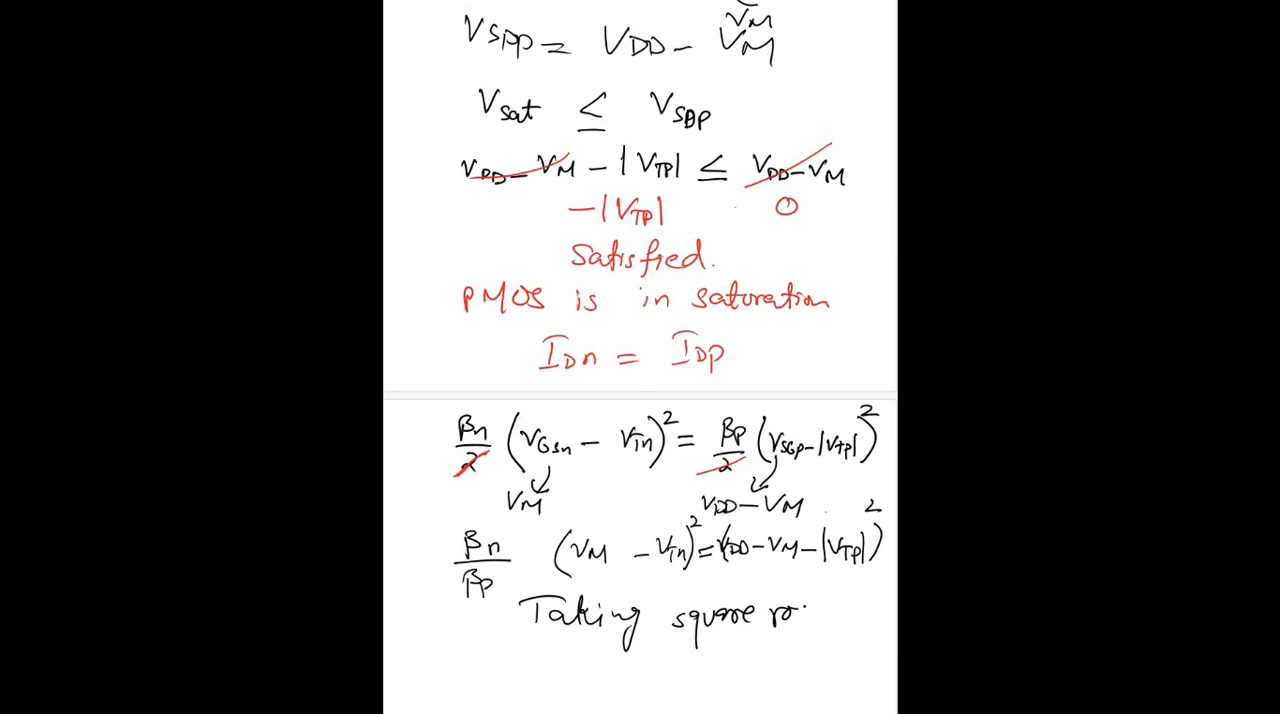 VM
VSDP = VDD - VM
Vsat ≤ VSDP
VDD - VM - |VTP| ≤ VDD - VM
-|VTP| 0
Satisfied.
PMOS is in saturation
IDn = IDp
βn/2 (VGSn - VTn)² = βp/2 (VSGP - |VTP|)²
VM VDD - VM
βn/βp (VM - VTn)² = (VDD - VM - |VTP|)²
Taking square ro